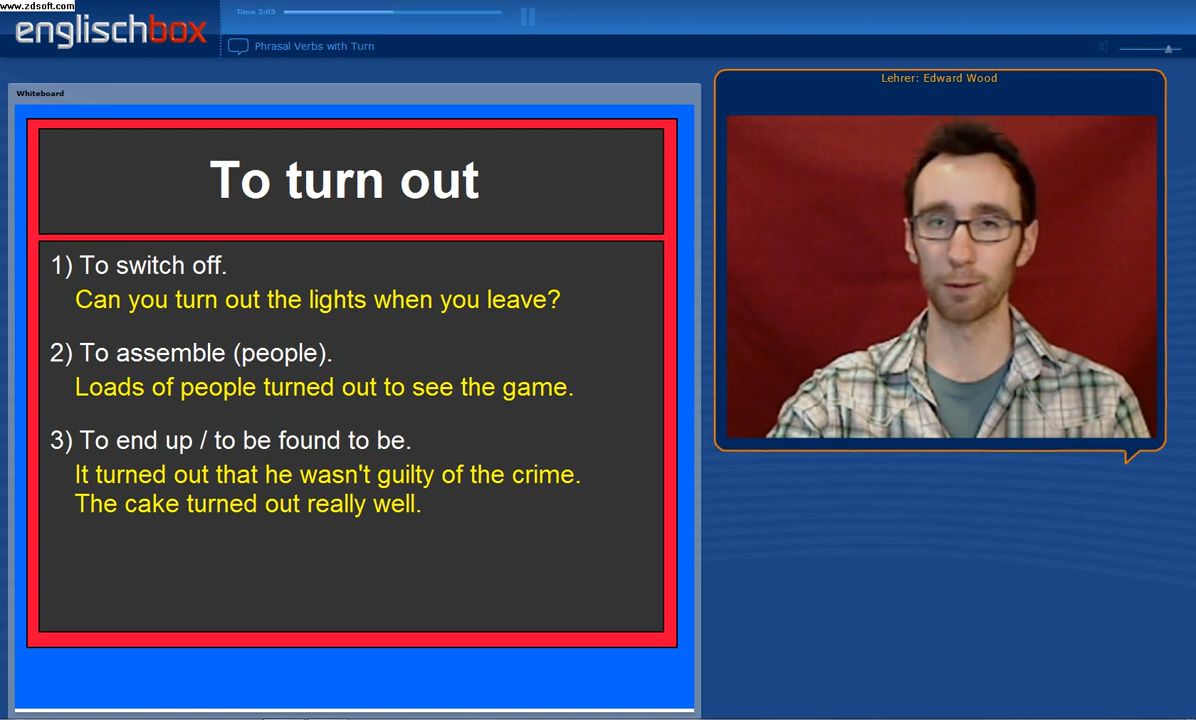 www.zdsoft.com
englischbox
Time 3:05
Phrasal Verbs with Turn
Whiteboard
To turn out
1) To switch off.
Can you turn out the lights when you leave?
2) To assemble (people).
Loads of people turned out to see the game.
3) To end up / to be found to be.
It turned out that he wasn't guilty of the crime.
The cake turned out really well.
Lehrer: Edward Wood